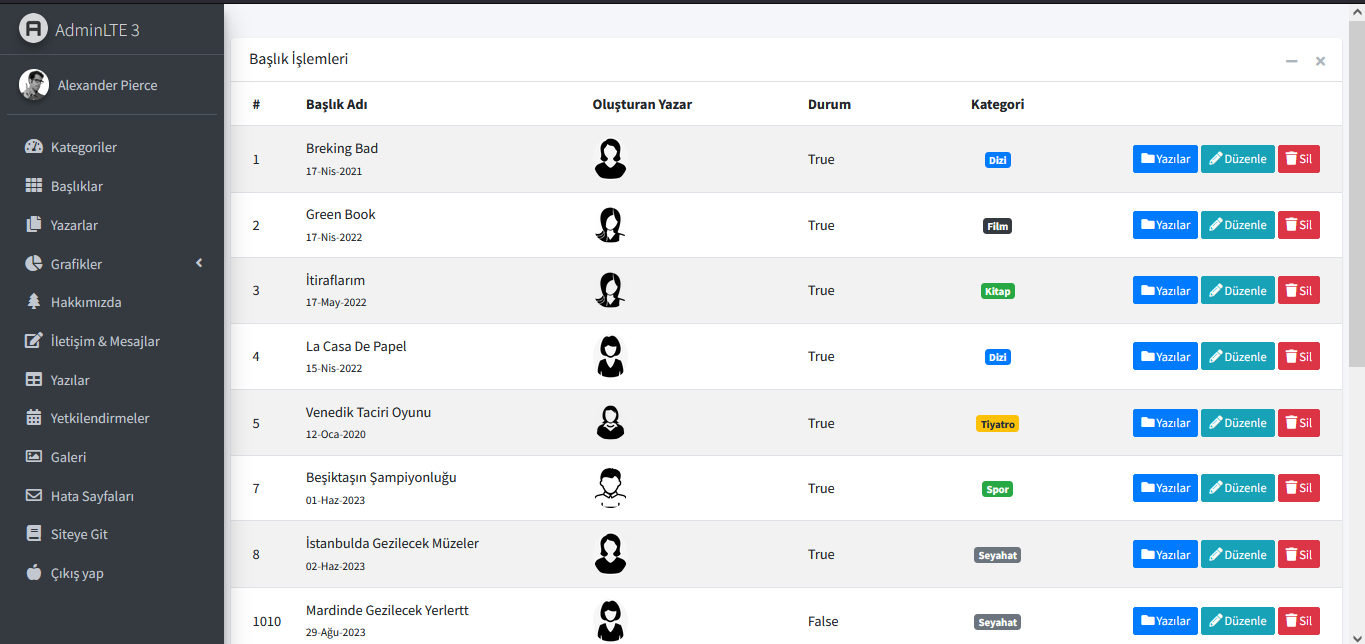 AdminLTE 3
Alexander Pierce
Kategoriler
Başlıklar
Yazarlar
Grafikler
Hakkımızda
İletişim & Mesajlar
Yazılar
Yetkilendirmeler
Galeri
Hata Sayfaları
Siteye Git
Çıkış yap
Başlık İşlemleri
# Başlık Adı Oluşturan Yazar Durum Kategori
1 Breking Bad True Dizi Yazılar Düzenle Sil
17-Nis-2021
2 Green Book True Film Yazılar Düzenle Sil
17-Nis-2022
3 İtiraflarım True Kitap Yazılar Düzenle Sil
17-May-2022
4 La Casa De Papel True Dizi Yazılar Düzenle Sil
15-Nis-2022
5 Venedik Taciri Oyunu True Tiyatro Yazılar Düzenle Sil
12-Oca-2020
7 Beşiktaşın Şampiyonluğu True Spor Yazılar Düzenle Sil
01-Haz-2023
8 İstanbulda Gezilecek Müzeler True Seyahat Yazılar Düzenle Sil
02-Haz-2023
1010 Mardinde Gezilecek Yerlertt False Seyahat Yazılar Düzenle Sil
29-Ağu-2023